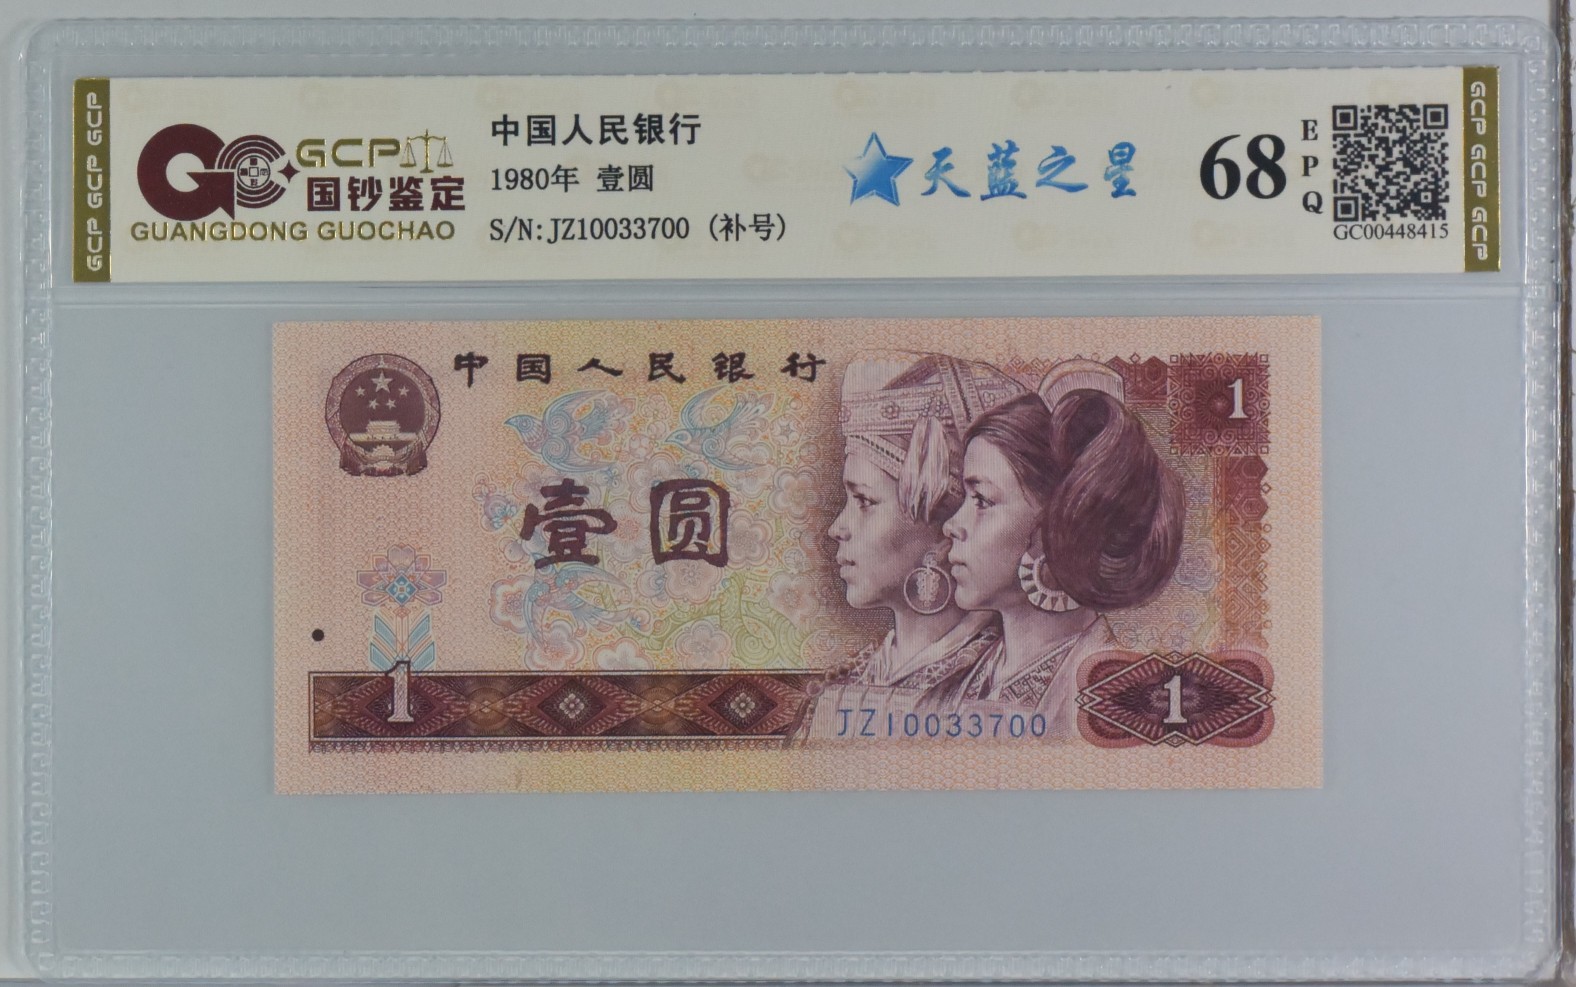 GCP GCP GCP
GCP
国钞鉴定
GUANGDONG GUOCHAO
中国人民银行
1980年 壹圆
S/N:JZ10033700 (补号)
天蓝之星
68
EPQ
GC00448415
GCP GCP GCP
中国人民银行
1
壹圆
1
JZ10033700
1